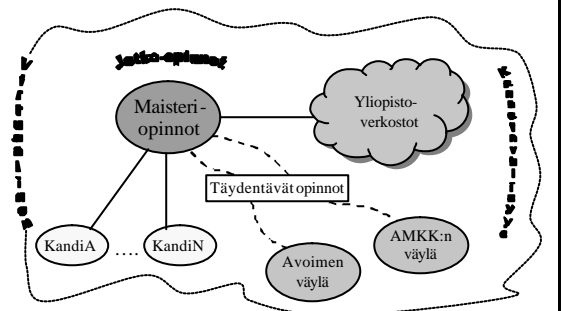 Jatko-opinnot
Maisteri-
opinnot
Yliopisto-
verkostot
Täydentävät opinnot
KandiA .... KandiN
Avoimen
väylä
AMKK:n
väylä